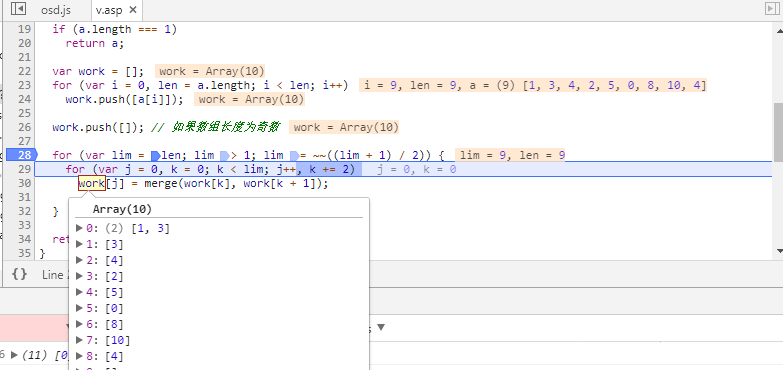 osd.js v.asp ×
19 if (a.length === 1)
20 return a;
21
22 var work = []; work = Array(10)
23 for (var i = 0, len = a.length; i < len; i++) i = 9, len = 9, a = (9) [1, 3, 4, 2, 5, 0, 8, 10, 4]
24 work.push([a[i]]); work = Array(10)
25
26 work.push([]); // 如果数组长度为奇数 work = Array(10)
27
28 for (var lim = len; lim > 1; lim = ~~((lim + 1) / 2)) { lim = 9, len = 9
29 for (var j = 0, k = 0; k < lim; j++, k += 2) j = 0, k = 0
30 work[j] = merge(work[k], work[k + 1]);
31
32 }
33
34 ret
35 }
Array(10)
▶ 0: (2) [1, 3]
▶ 1: [3]
▶ 2: [4]
▶ 3: [2]
▶ 4: [5]
▶ 5: [0]
▶ 6: [8]
▶ 7: [10]
▶ 8: [4]
{} Line
6 ▶ (11) [0